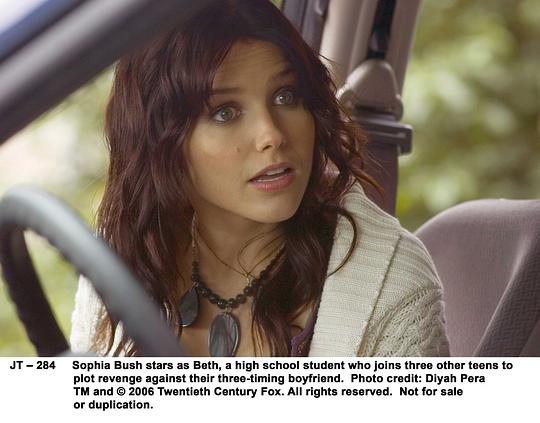 JT – 284 Sophia Bush stars as Beth, a high school student who joins three other teens to
plot revenge against their three-timing boyfriend. Photo credit: Diyah Pera
TM and © 2006 Twentieth Century Fox. All rights reserved. Not for sale
or duplication.